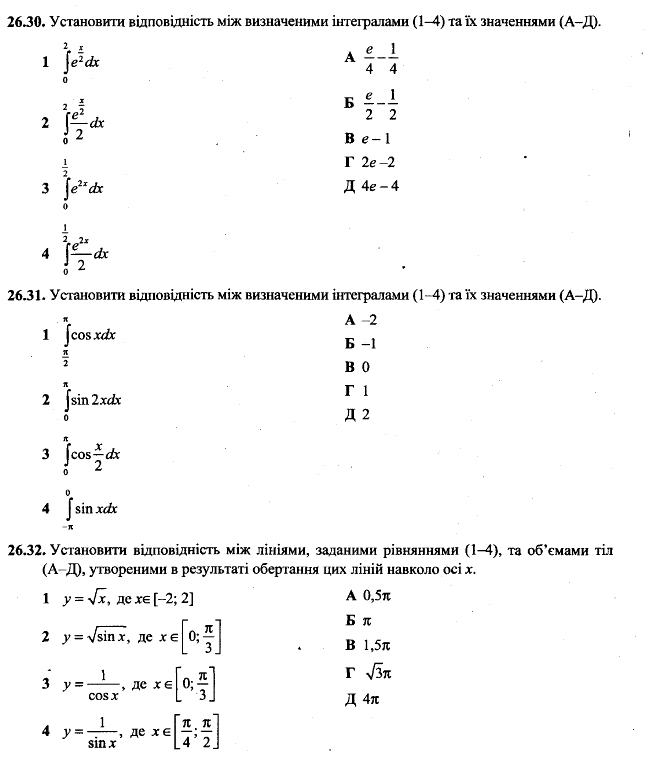 26.30. Установити відповідність між визначеними інтегралами (1–4) та їх значеннями (А–Д).
1 $\int_0^2 e^{\frac{x}{2}}dx$
2 $\int_0^2 \frac{e^{\frac{x}{2}}}{2}dx$
3 $\int_0^{\frac{1}{2}} e^{2x}dx$
4 $\int_0^{\frac{1}{2}} \frac{e^{2x}}{2}dx$
А $\frac{e}{4}-\frac{1}{4}$
Б $\frac{e}{2}-\frac{1}{2}$
В e – 1
Г 2e – 2
Д 4e – 4
26.31. Установити відповідність між визначеними інтегралами (1–4) та їх значеннями (А–Д).
1 $\int_{\frac{\pi}{2}}^{\pi} \cos xdx$
2 $\int_0^{\pi} \sin 2xdx$
3 $\int_0^{\pi} \cos\frac{x}{2}dx$
4 $\int_{-\pi}^{0} \sin xdx$
А –2
Б –1
В 0
Г 1
Д 2
26.32. Установити відповідність між лініями, заданими рівняннями (1–4), та об’ємами тіл
(А–Д), утвореними в результаті обертання цих ліній навколо осі x.
1 $y=\sqrt{x}$, де x∈[–2; 2]
2 $y=\sqrt{\sin x}$, де $x\in\left[0;\frac{\pi}{3}\right]$
3 $y=\frac{1}{\cos x}$, де $x\in\left[0;\frac{\pi}{3}\right]$
4 $y=\frac{1}{\sin x}$, де $x\in\left[\frac{\pi}{4};\frac{\pi}{2}\right]$
А 0,5π
Б π
В 1,5π
Г $\sqrt{3}\pi$
Д 4π